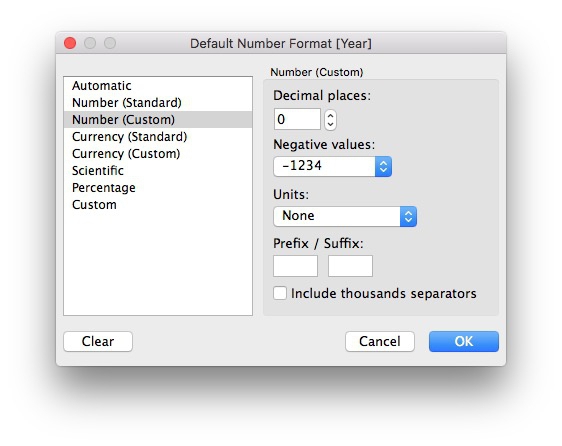 Default Number Format [Year]
Automatic
Number (Standard)
Number (Custom)
Currency (Standard)
Currency (Custom)
Scientific
Percentage
Custom
Number (Custom)
Decimal places:
0
Negative values:
-1234
Units:
None
Prefix / Suffix:
Include thousands separators
Clear
Cancel
OK